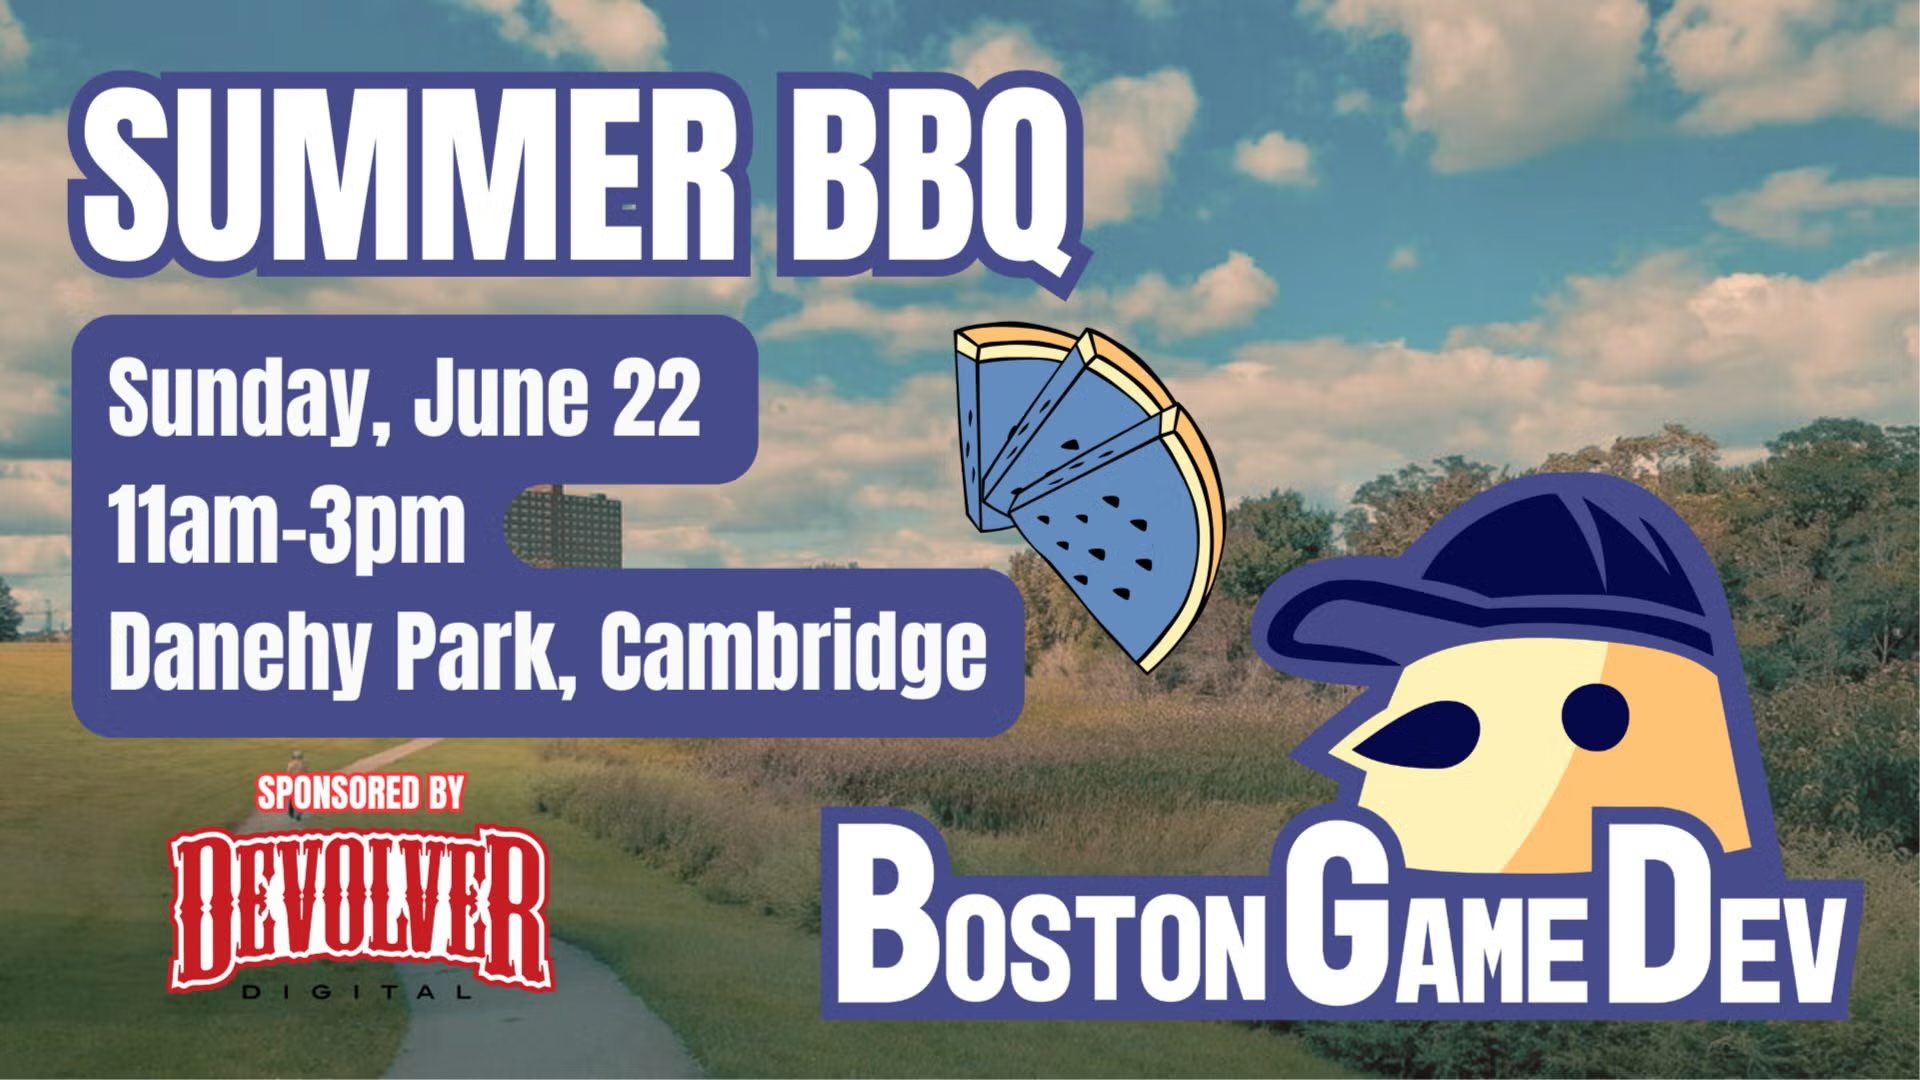 SUMMER BBQ
Sunday, June 22
11am-3pm
Danehy Park, Cambridge
SPONSORED BY
DEVOLVER
DIGITAL
BOSTON GAME DEV